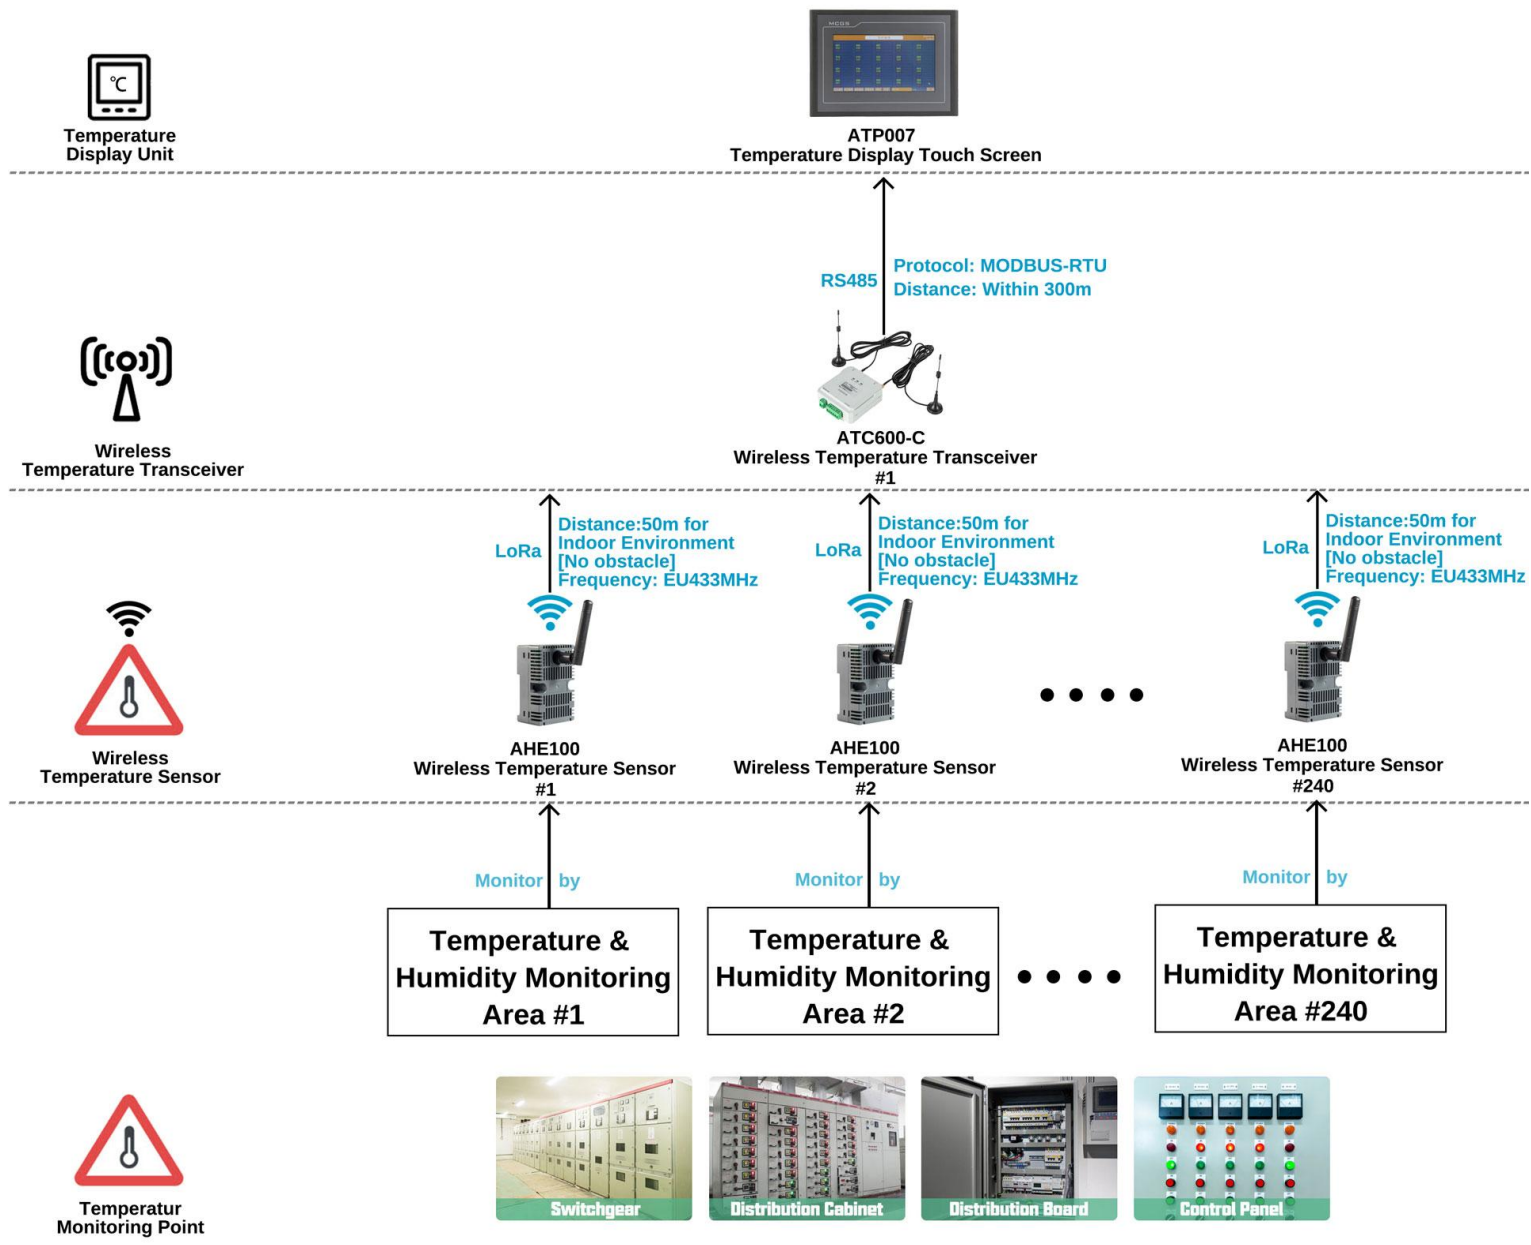 MCGS
℃
Temperature
Display Unit
ATP007
Temperature Display Touch Screen
RS485
Protocol: MODBUS-RTU
Distance: Within 300m
Wireless
Temperature Transceiver
ATC600-C
Wireless Temperature Transceiver
#1
LoRa
Distance:50m for
Indoor Environment
[No obstacle]
Frequency: EU433MHz
LoRa
Distance:50m for
Indoor Environment
[No obstacle]
Frequency: EU433MHz
LoRa
Distance:50m for
Indoor Environment
[No obstacle]
Frequency: EU433MHz
Wireless
Temperature Sensor
AHE100
Wireless Temperature Sensor
#1
AHE100
Wireless Temperature Sensor
#2
AHE100
Wireless Temperature Sensor
#240
Monitor by
Monitor by
Monitor by
Temperature &
Humidity Monitoring
Area #1
Temperature &
Humidity Monitoring
Area #2
Temperature &
Humidity Monitoring
Area #240
Temperatur
Monitoring Point
Switchgear
Distribution Cabinet
Distribution Board
Control Panel